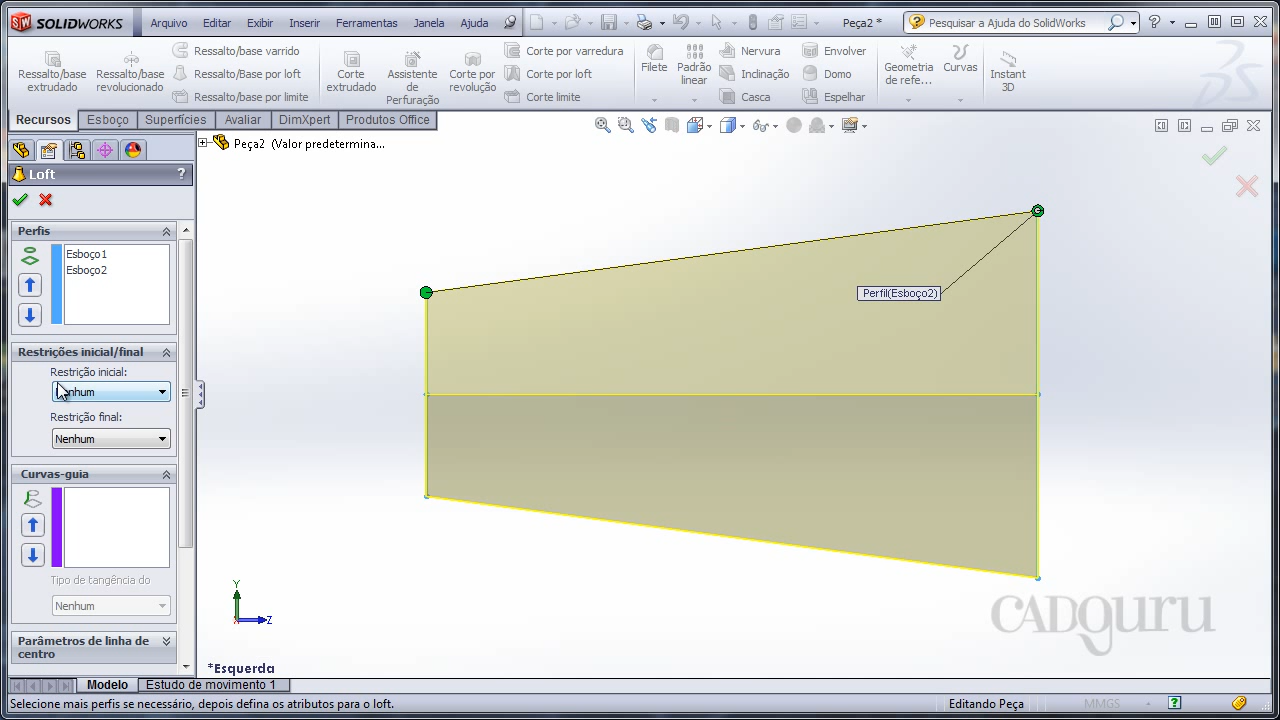 SOLIDWORKS
Arquivo Editar Exibir Inserir Ferramentas Janela Ajuda
Peça2 *
Pesquisar a Ajuda do SolidWorks
Ressalto/base extrudado
Ressalto/base revolucionado
Ressalto/base varrido
Ressalto/Base por loft
Ressalto/base por limite
Corte extrudado
Assistente de Perfuração
Corte por revolução
Corte por varredura
Corte por loft
Corte limite
Filete
Padrão linear
Nervura
Inclinação
Casca
Envolver
Domo
Espelhar
Geometria de refe...
Curvas
Instant 3D
Recursos Esboço Superfícies Avaliar DimXpert Produtos Office
Peça2 (Valor predetermina...
Loft ?
Perfis
Esboço1
Esboço2
Restrições inicial/final
Restrição inicial:
nhum
Restrição final:
Nenhum
Curvas-guia
Tipo de tangência do
Nenhum
Parâmetros de linha de
centro
Perfil(Esboço2)
Y
Z
CADguru
*Esquerda
Modelo Estudo de movimento 1
Selecione mais perfis se necessário, depois defina os atributos para o loft.
Editando Peça
MMGS
?